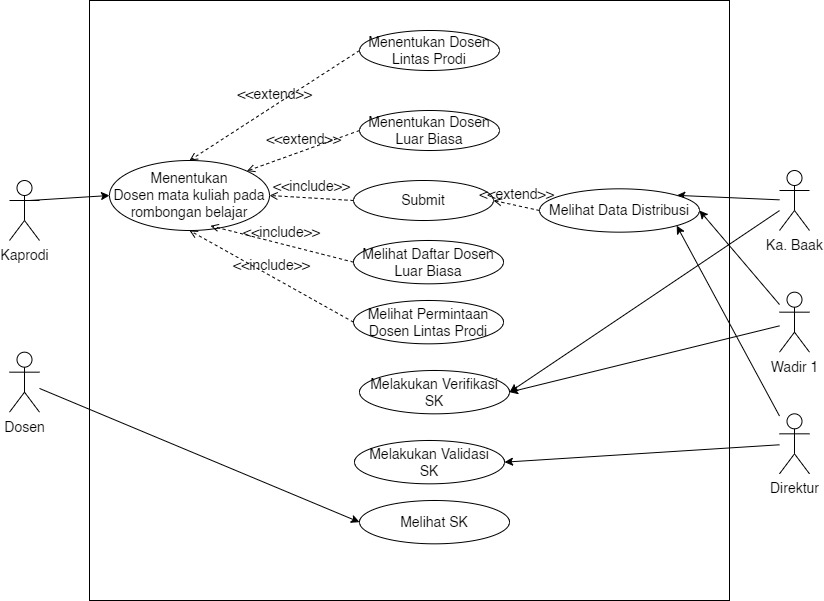 Menentukan Dosen
Lintas Prodi
<<extend>>
Menentukan Dosen
Luar Biasa
<<extend>>
Menentukan
Dosen mata kuliah pada
rombongan belajar
<<include>>
Submit
<<extend>>
Melihat Data Distribusi
Kaprodi
Ka. Baak
<<include>>
Melihat Daftar Dosen
Luar Biasa
<<include>>
Melihat Permintaan
Dosen Lintas Prodi
Wadir 1
Melakukan Verifikasi
SK
Dosen
Melakukan Validasi
SK
Direktur
Melihat SK